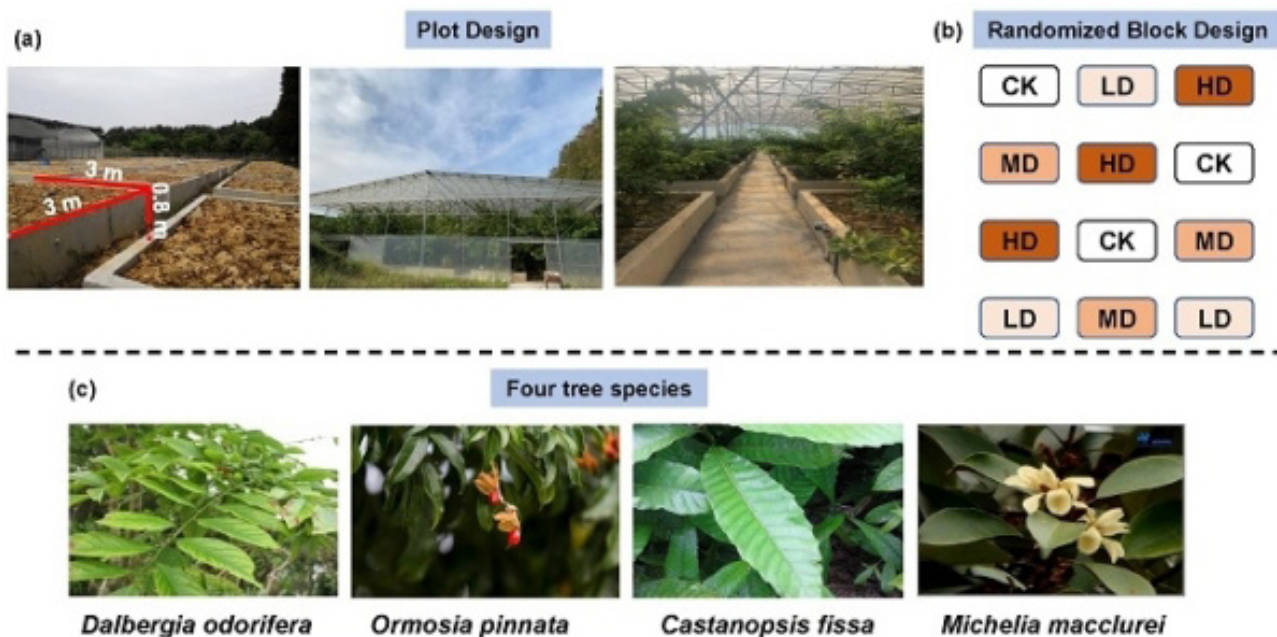 (a)
Plot Design
3 m
3 m
0.8 m
(b)
Randomized Block Design
CK LD HD
MD HD CK
HD CK MD
LD MD LD
(c)
Four tree species
Dalbergia odorifera
Ormosia pinnata
Castanopsis fissa
Michelia macclurei